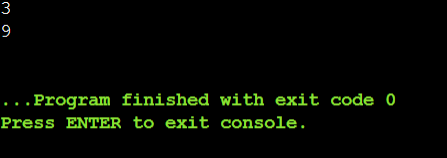 3
9
...Program finished with exit code 0
Press ENTER to exit console.